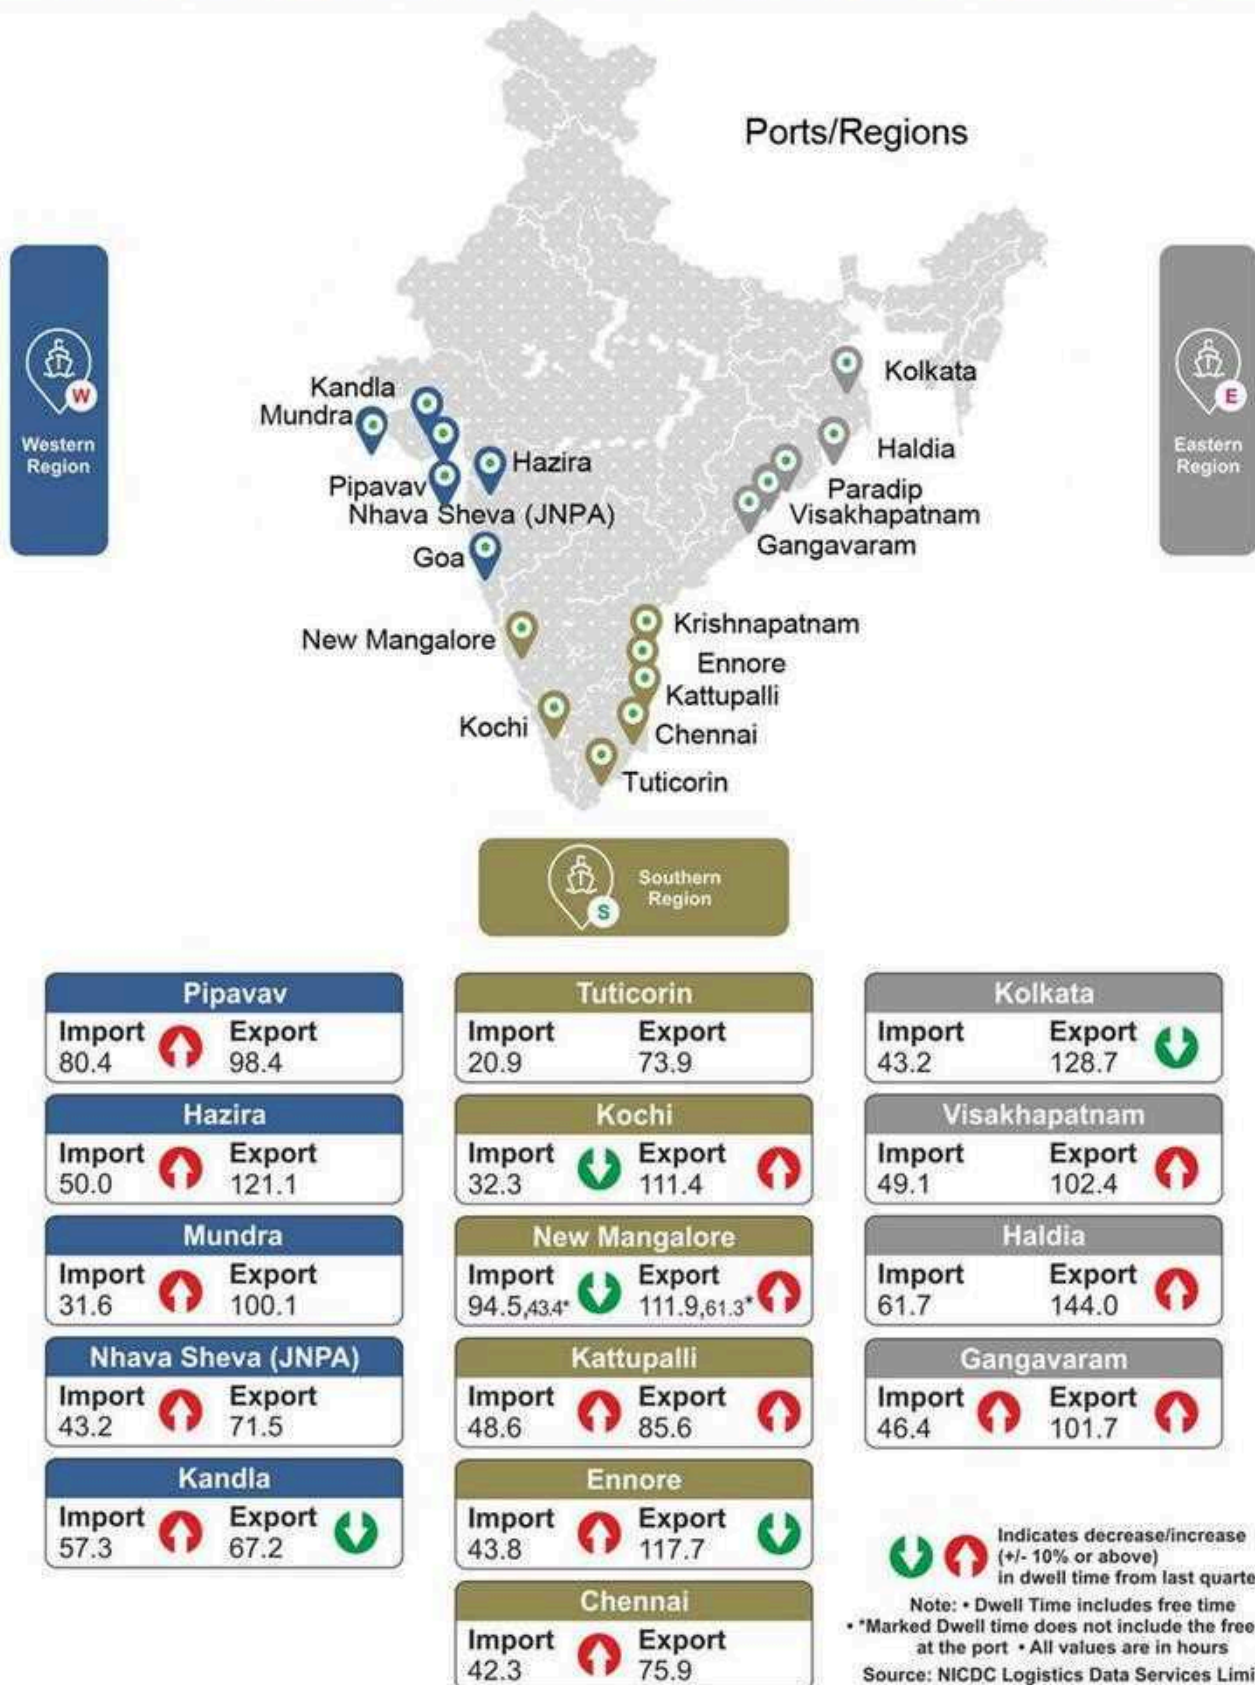 Ports/Regions
W
Western
Region
E
Eastern
Region
Kandla
Mundra
Pipavav
Hazira
Nhava Sheva (JNPA)
Goa
New Mangalore
Kochi
Kolkata
Haldia
Paradip
Visakhapatnam
Gangavaram
Krishnapatnam
Ennore
Kattupalli
Chennai
Tuticorin
S
Southern
Region
Pipavav
Import Export
80.4 98.4
Hazira
Import Export
50.0 121.1
Mundra
Import Export
31.6 100.1
Nhava Sheva (JNPA)
Import Export
43.2 71.5
Kandla
Import Export
57.3 67.2
Tuticorin
Import Export
20.9 73.9
Kochi
Import Export
32.3 111.4
New Mangalore
Import Export
94.5,43.4* 111.9,61.3*
Kattupalli
Import Export
48.6 85.6
Ennore
Import Export
43.8 117.7
Chennai
Import Export
42.3 75.9
Kolkata
Import Export
43.2 128.7
Visakhapatnam
Import Export
49.1 102.4
Haldia
Import Export
61.7 144.0
Gangavaram
Import Export
46.4 101.7
Indicates decrease/increase
(+/- 10% or above)
in dwell time from last quarte
Note: • Dwell Time includes free time
• *Marked Dwell time does not include the free
at the port • All values are in hours
Source: NICDC Logistics Data Services Limi